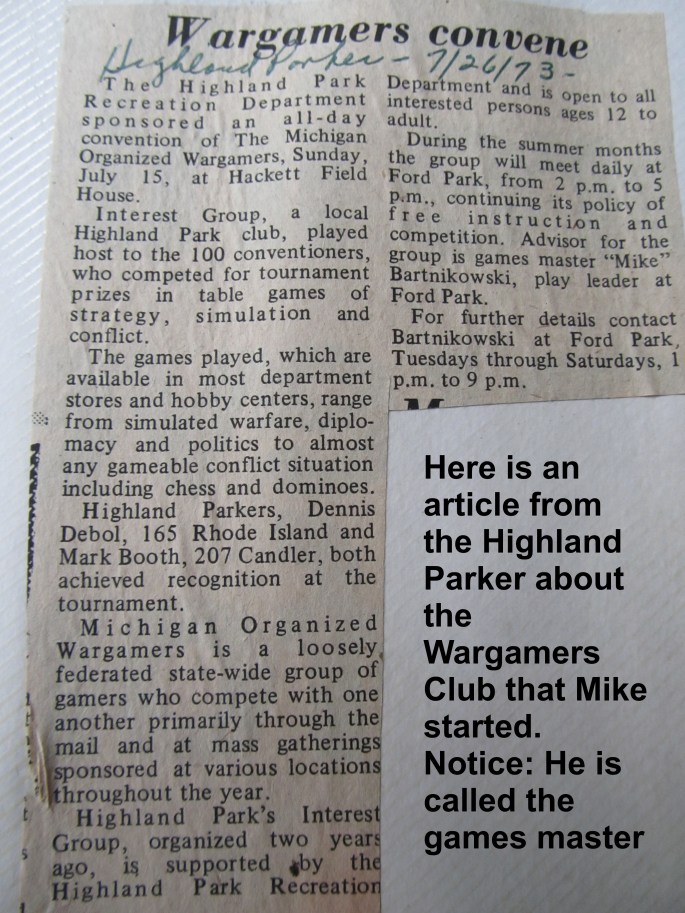 Wargamers convene
Highland Parker - 7/26/73 -
The Highland Park
Recreation Department
sponsored an all-day
convention of The Michigan
Organized Wargamers, Sunday,
July 15, at Hackett Field
House.
Interest Group, a local
Highland Park club, played
host to the 100 conventioners,
who competed for tournament
prizes in table games of
strategy, simulation and
conflict.
The games played, which are
available in most department
stores and hobby centers, range
from simulated warfare, diplo-
macy and politics to almost
any gameable conflict situation
including chess and dominoes.
Highland Parkers, Dennis
Debol, 165 Rhode Island and
Mark Booth, 207 Candler, both
achieved recognition at the
tournament.
Michigan Organized
Wargamers is a loosely
federated state-wide group of
gamers who compete with one
another primarily through the
mail and at mass gatherings
sponsored at various locations
throughout the year.
Highland Park's Interest
Group, organized two years
ago, is supported by the
Highland Park Recreation
Department and is open to all
interested persons ages 12 to
adult.
During the summer months
the group will meet daily at
Ford Park, from 2 p.m. to 5
p.m., continuing its policy of
free instruction and
competition. Advisor for the
group is games master “Mike”
Bartnikowski, play leader at
Ford Park.
For further details contact
Bartnikowski at Ford Park,
Tuesdays through Saturdays, 1
p.m. to 9 p.m.
Here is an
article from
the Highland
Parker about
the
Wargamers
Club that Mike
started.
Notice: He is
called the
games master